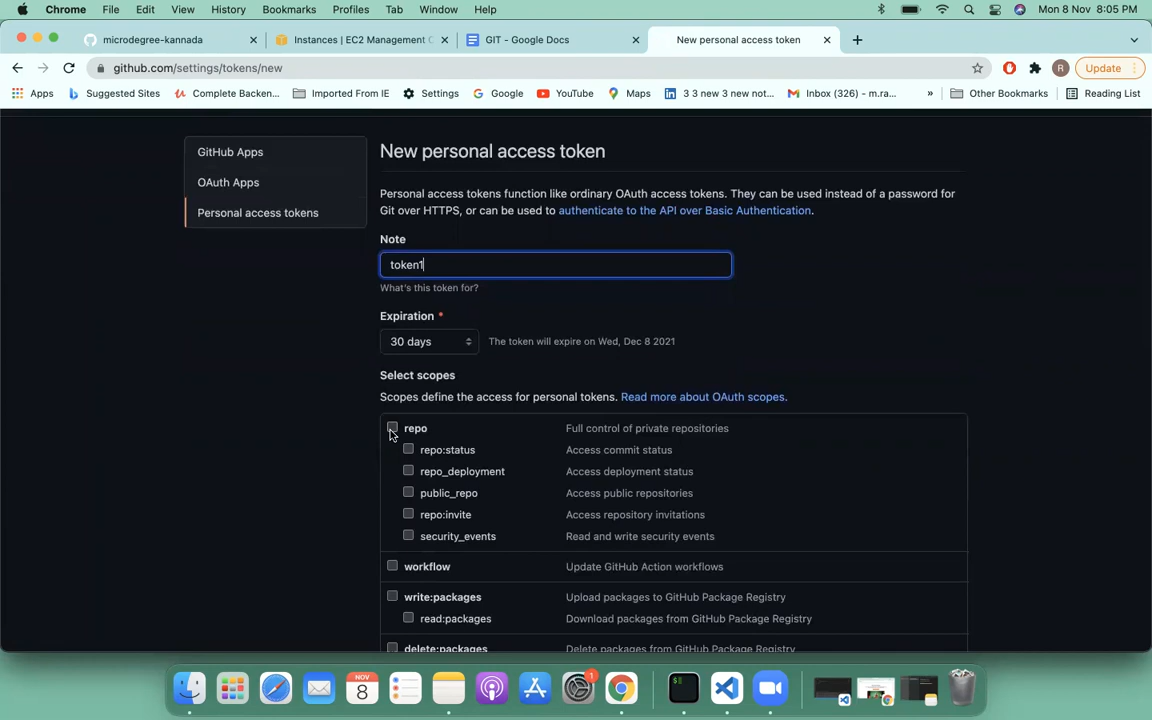 Chrome File Edit View History Bookmarks Profiles Tab Window Help Mon 8 Nov 8:05 PM
microdegree-kannada Instances | EC2 Management C GIT - Google Docs New personal access token
github.com/settings/tokens/new R Update
Apps Suggested Sites Complete Backen... Imported From IE Settings Google YouTube Maps 3 3 new 3 new not... Inbox (326) - m.ra... » Other Bookmarks Reading List
GitHub Apps
OAuth Apps
Personal access tokens
New personal access token
Personal access tokens function like ordinary OAuth access tokens. They can be used instead of a password for
Git over HTTPS, or can be used to authenticate to the API over Basic Authentication.
Note
token1
What's this token for?
Expiration *
30 days The token will expire on Wed, Dec 8 2021
Select scopes
Scopes define the access for personal tokens. Read more about OAuth scopes.
repo Full control of private repositories
repo:status Access commit status
repo_deployment Access deployment status
public_repo Access public repositories
repo:invite Access repository invitations
security_events Read and write security events
workflow Update GitHub Action workflows
write:packages Upload packages to GitHub Package Registry
read:packages Download packages from GitHub Package Registry
delete:packages Delete packages from GitHub Package Registry
NOV
8
1